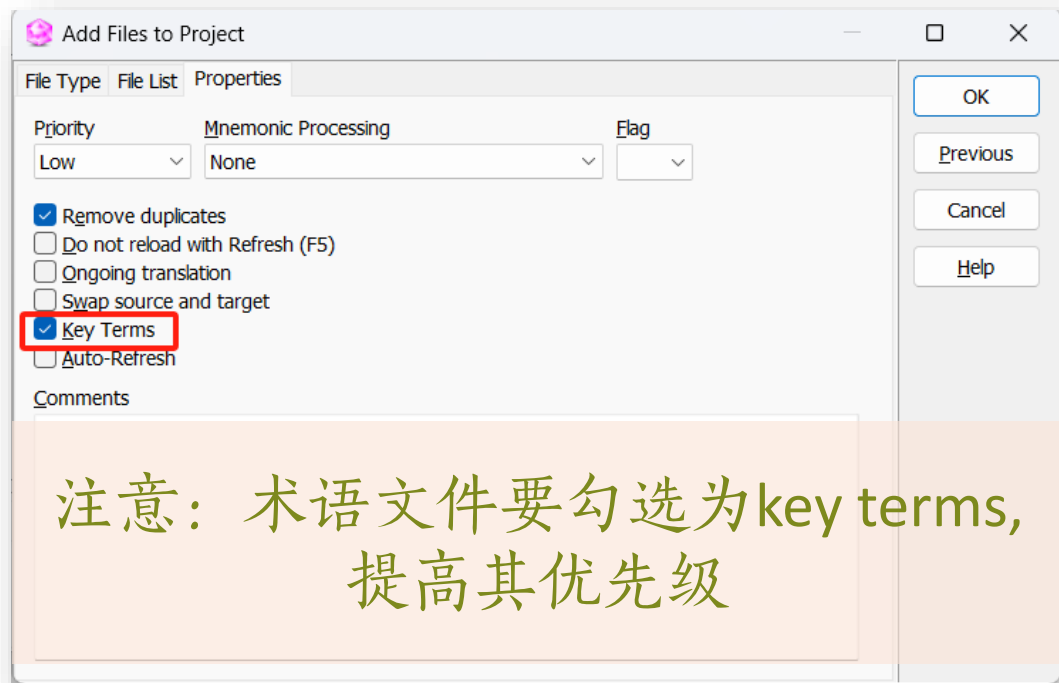 Add Files to Project
File Type File List Properties
OK
Priority Mnemonic Processing Flag
Low None
Previous
Remove duplicates
Cancel
Do not reload with Refresh (F5)
Ongoing translation
Help
Swap source and target
Key Terms
Auto-Refresh
Comments
注意：术语文件要勾选为key terms,
提高其优先级